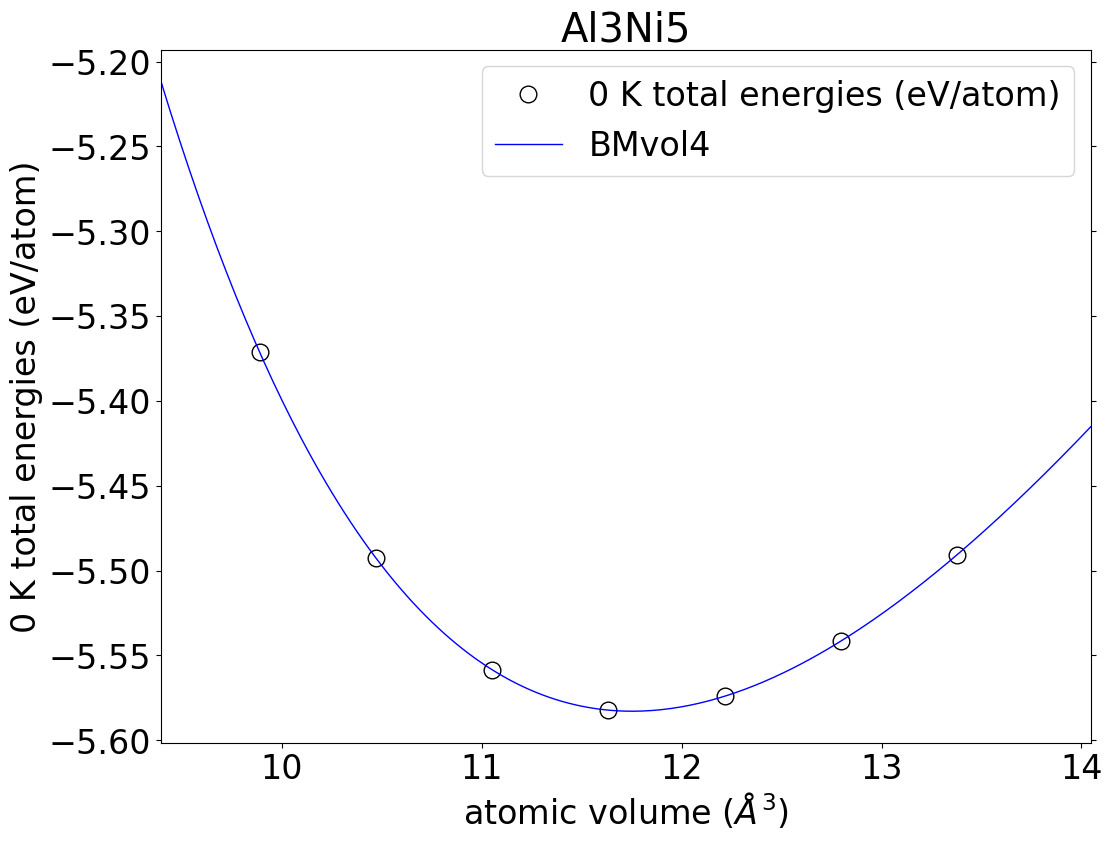 Al3Ni5
0 K total energies (eV/atom)
BMvol4
0 K total energies (eV/atom)
−5.20
−5.25
−5.30
−5.35
−5.40
−5.45
−5.50
−5.55
−5.60
10 11 12 13 14
atomic volume (Å³)